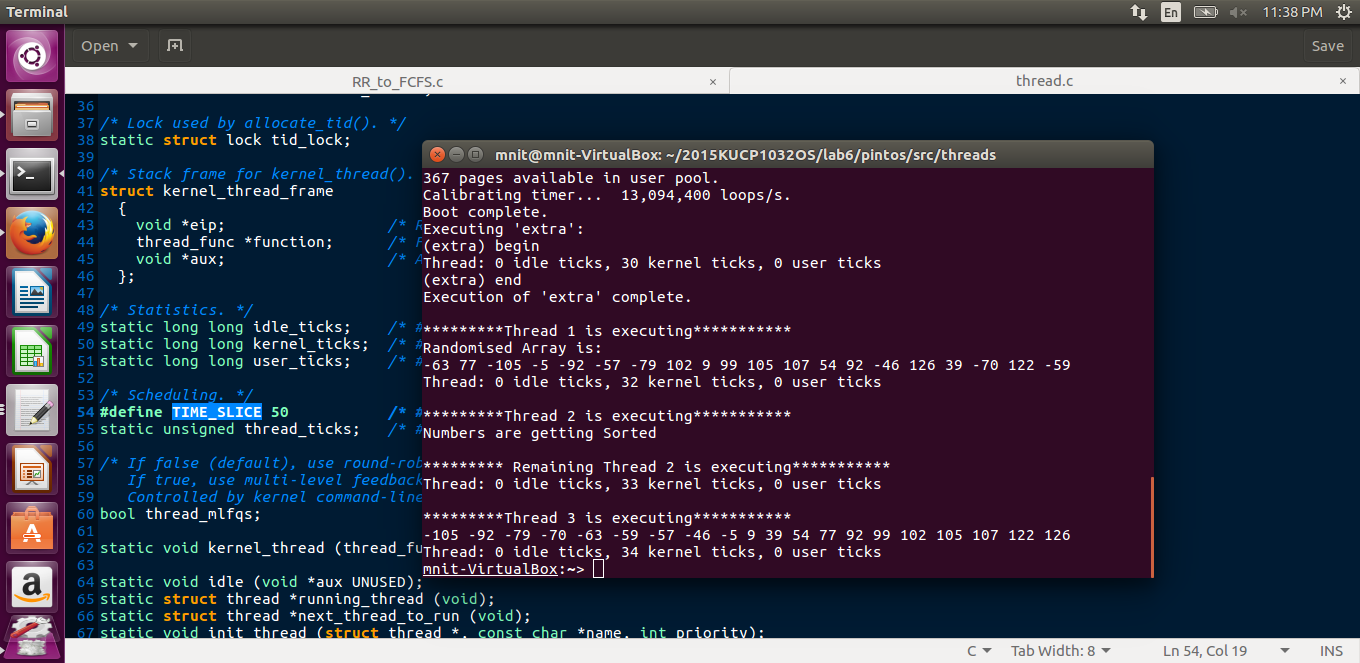 Terminal
En
11:38 PM
Open
Save
RR_to_FCFS.c ×
thread.c ×
36
37 /* Lock used by allocate_tid(). */
38 static struct lock tid_lock;
39
40 /* Stack frame for kernel_thread().
41 struct kernel_thread_frame
42 {
43 void *eip; /* R
44 thread_func *function; /* F
45 void *aux; /* A
46 };
47
48 /* Statistics. */
49 static long long idle_ticks; /* #
50 static long long kernel_ticks; /* #
51 static long long user_ticks; /* #
52
53 /* Scheduling. */
54 #define TIME_SLICE 50 /* #
55 static unsigned thread_ticks; /* #
56
57 /* If false (default), use round-rob
58 If true, use multi-level feedback
59 Controlled by kernel command-line
60 bool thread_mlfqs;
61
62 static void kernel_thread (thread_fu
63
64 static void idle (void *aux UNUSED);
65 static struct thread *running_thread (void);
66 static struct thread *next_thread_to_run (void);
67 static void init_thread (struct thread *, const char *name, int priority);
mnit@mnit-VirtualBox: ~/2015KUCP1032OS/lab6/pintos/src/threads
367 pages available in user pool.
Calibrating timer... 13,094,400 loops/s.
Boot complete.
Executing 'extra':
(extra) begin
Thread: 0 idle ticks, 30 kernel ticks, 0 user ticks
(extra) end
Execution of 'extra' complete.
*********Thread 1 is executing***********
Randomised Array is:
-63 77 -105 -5 -92 -57 -79 102 9 99 105 107 54 92 -46 126 39 -70 122 -59
Thread: 0 idle ticks, 32 kernel ticks, 0 user ticks
*********Thread 2 is executing***********
Numbers are getting Sorted
********* Remaining Thread 2 is executing***********
Thread: 0 idle ticks, 33 kernel ticks, 0 user ticks
*********Thread 3 is executing***********
-105 -92 -79 -70 -63 -59 -57 -46 -5 9 39 54 77 92 99 102 105 107 122 126
Thread: 0 idle ticks, 34 kernel ticks, 0 user ticks
mnit-VirtualBox:~>
C
Tab Width: 8
Ln 54, Col 19
INS